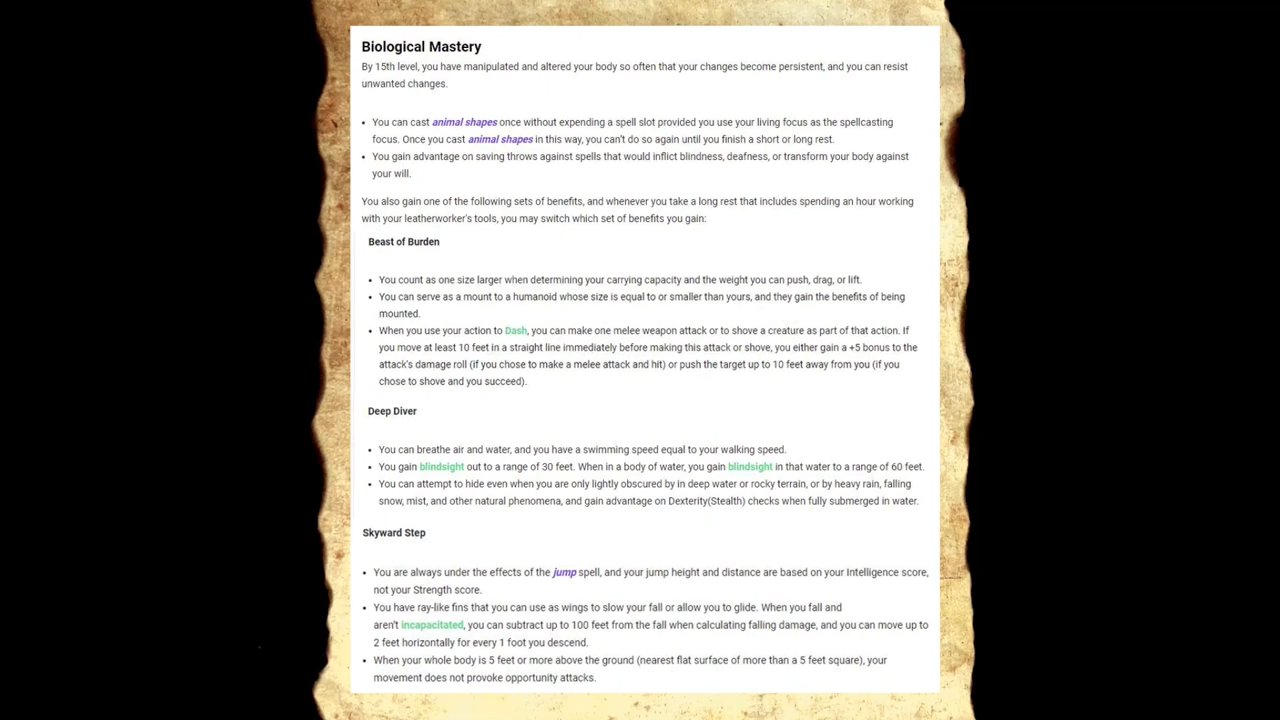 Biological Mastery
By 15th level, you have manipulated and altered your body so often that your changes become persistent, and you can resist
unwanted changes.
• You can cast animal shapes once without expending a spell slot provided you use your living focus as the spellcasting
focus. Once you cast animal shapes in this way, you can't do so again until you finish a short or long rest.
• You gain advantage on saving throws against spells that would inflict blindness, deafness, or transform your body against
your will.
You also gain one of the following sets of benefits, and whenever you take a long rest that includes spending an hour working
with your leatherworker's tools, you may switch which set of benefits you gain:
Beast of Burden
• You count as one size larger when determining your carrying capacity and the weight you can push, drag, or lift.
• You can serve as a mount to a humanoid whose size is equal to or smaller than yours, and they gain the benefits of being
mounted.
• When you use your action to Dash, you can make one melee weapon attack or to shove a creature as part of that action. If
you move at least 10 feet in a straight line immediately before making this attack or shove, you either gain a +5 bonus to the
attack's damage roll (if you chose to make a melee attack and hit) or push the target up to 10 feet away from you (if you
chose to shove and you succeed).
Deep Diver
• You can breathe air and water, and you have a swimming speed equal to your walking speed.
• You gain blindsight out to a range of 30 feet. When in a body of water, you gain blindsight in that water to a range of 60 feet.
• You can attempt to hide even when you are only lightly obscured by in deep water or rocky terrain, or by heavy rain, falling
snow, mist, and other natural phenomena, and gain advantage on Dexterity(Stealth) checks when fully submerged in water.
Skyward Step
• You are always under the effects of the jump spell, and your jump height and distance are based on your Intelligence score,
not your Strength score.
• You have ray-like fins that you can use as wings to slow your fall or allow you to glide. When you fall and
aren't incapacitated, you can subtract up to 100 feet from the fall when calculating falling damage, and you can move up to
2 feet horizontally for every 1 foot you descend.
• When your whole body is 5 feet or more above the ground (nearest flat surface of more than a 5 feet square), your
movement does not provoke opportunity attacks.